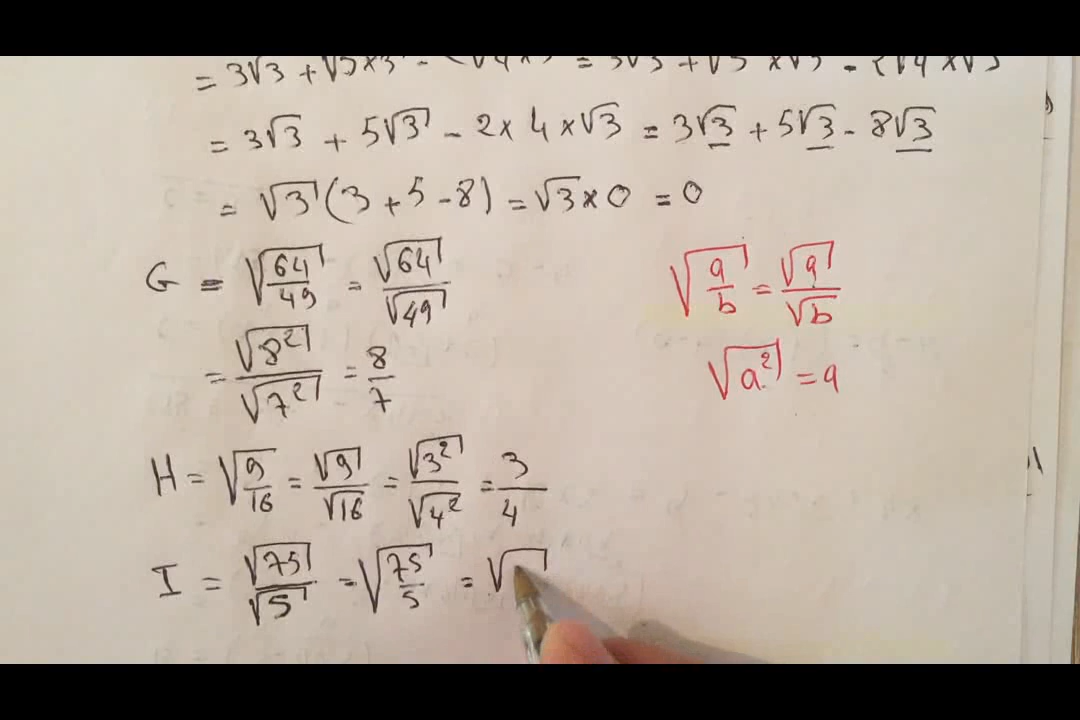 = 3√3 + 5√3 - 2 × 4 × √3 = 3√3 + 5√3 - 8√3
= √3 (3 + 5 - 8) = √3 × 0 = 0
G = √(64/49) = √64/√49
= √8²/√7² = 8/7
√(a/b) = √a/√b
√a² = a
H = √(9/16) = √9/√16 = √3²/√4² = 3/4
I = √75/√5 = √(75/5) = √